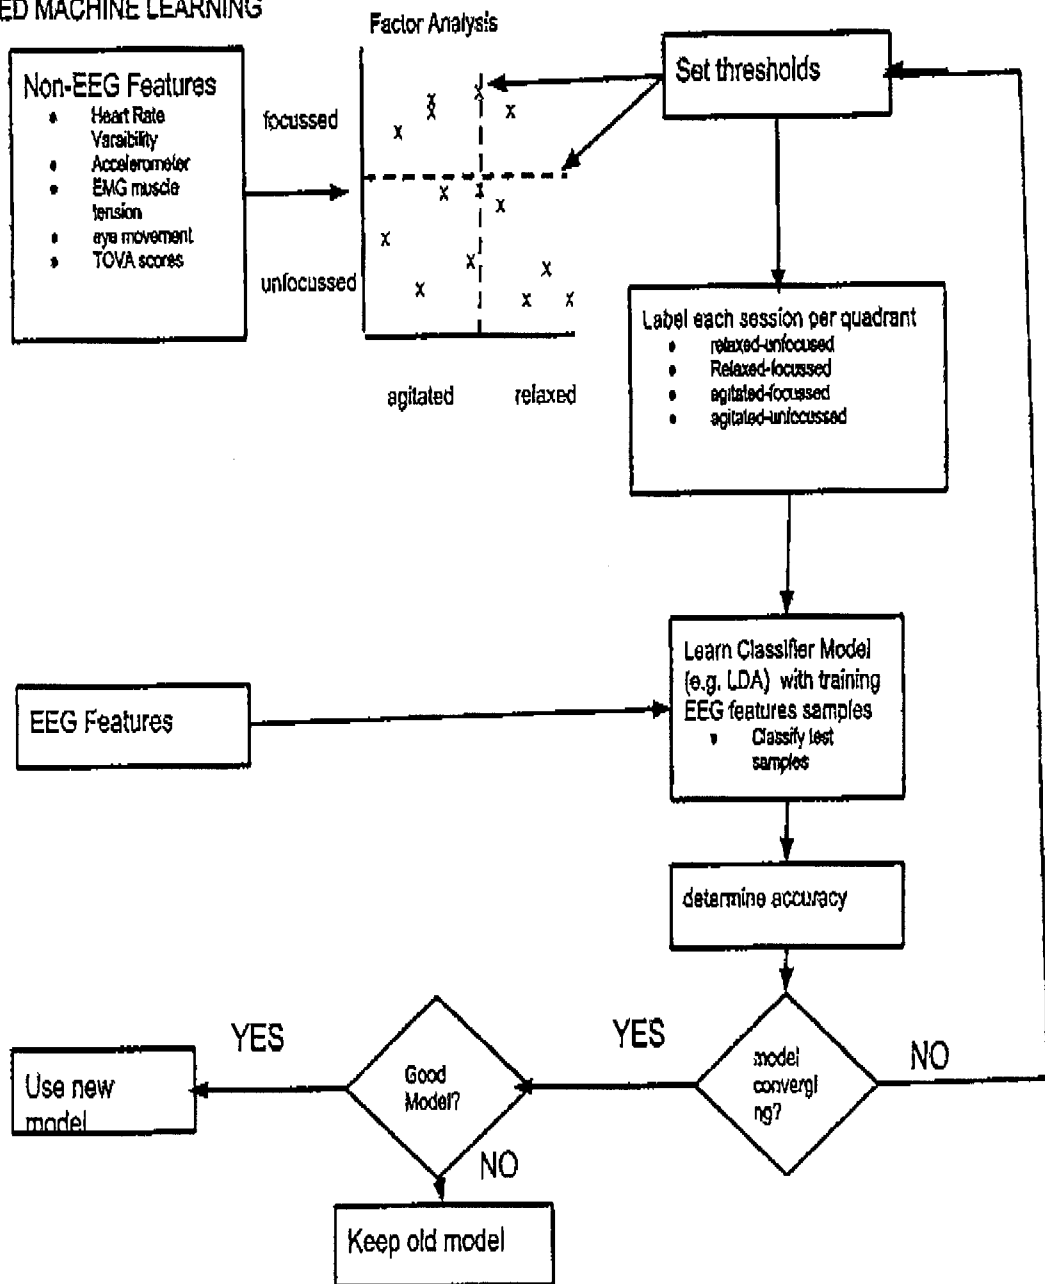 ED MACHINE LEARNING
Factor Analysis
Non-EEG Features
• Heart Rate
Varaibility
• Accelerometer
• EMG muscle
tension
• eye movement
• TOVA scores
focussed
unfocussed
agitated
relaxed
Set thresholds
Label each session per quadrant
• relaxed-unfocused
• Relaxed-focussed
• agitated-focussed
• agitated-unfocussed
EEG Features
Learn Classifier Model
(e.g. LDA) with training
EEG features samples
• Classify test
samples
determine accuracy
model
convergi
ng?
NO
YES
Good
Model?
YES
Use new
model
NO
Keep old model